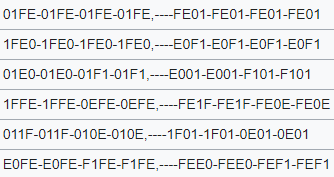 01FE-01FE-01FE-01FE,----FE01-FE01-FE01-FE01
1FE0-1FE0-1FE0-1FE0,----E0F1-E0F1-E0F1-E0F1
01E0-01E0-01F1-01F1,----E001-E001-F101-F101
1FFE-1FFE-0EFE-0EFE,----FE1F-FE1F-FE0E-FE0E
011F-011F-010E-010E,----1F01-1F01-0E01-0E01
E0FE-E0FE-F1FE-F1FE,----FEE0-FEE0-FEF1-FEF1